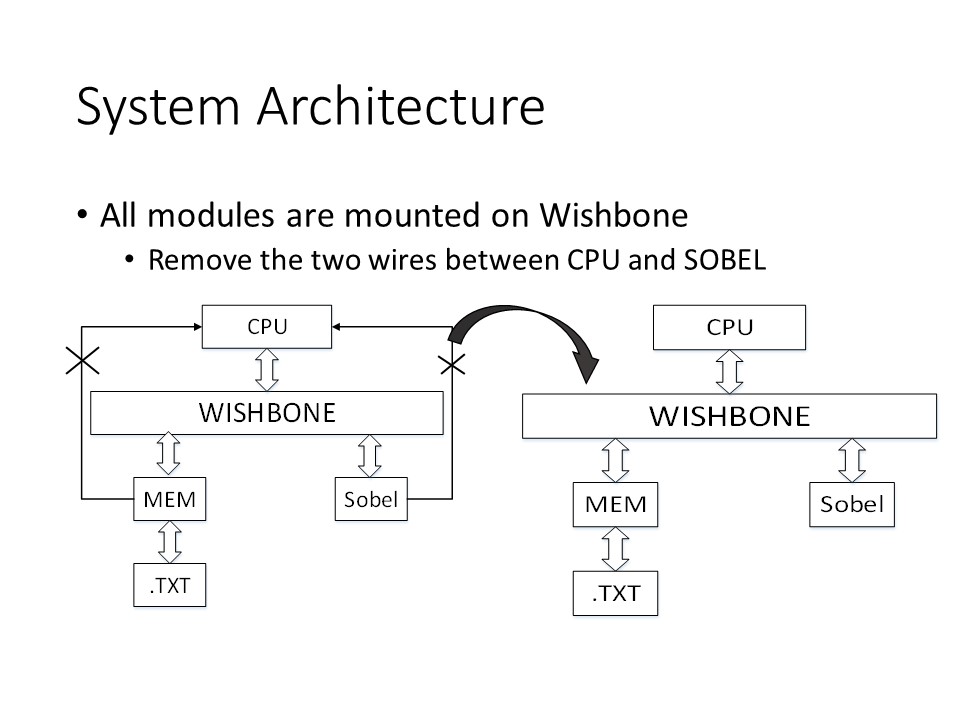 System Architecture
• All modules are mounted on Wishbone
• Remove the two wires between CPU and SOBEL
CPU
WISHBONE
MEM
Sobel
.TXT
CPU
WISHBONE
MEM
Sobel
.TXT